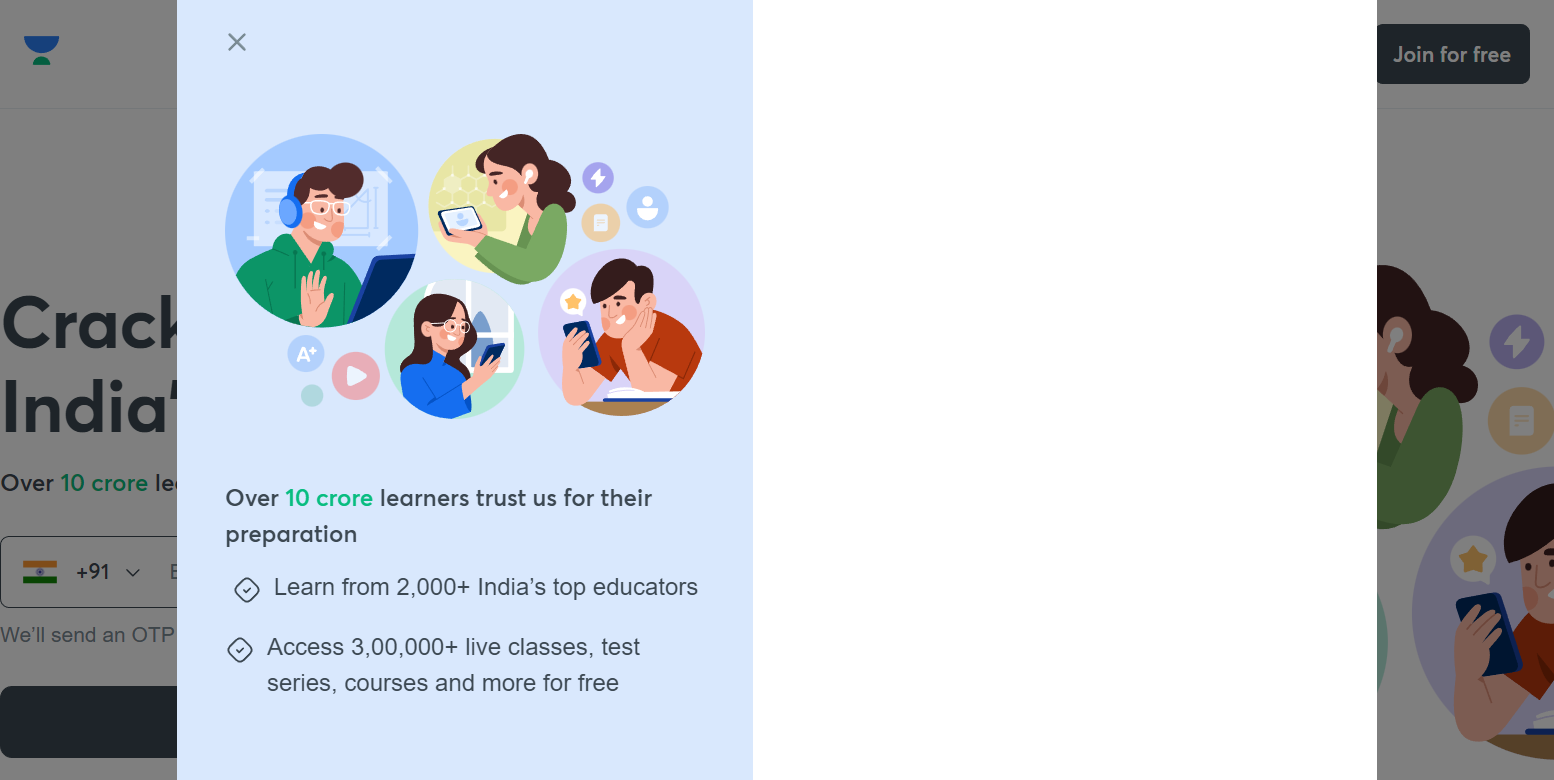 Join for free
Crack
India
Over 10 crore
+91
We'll send an OTP
A+
Over 10 crore learners trust us for their
preparation
Learn from 2,000+ India’s top educators
Access 3,00,000+ live classes, test
series, courses and more for free